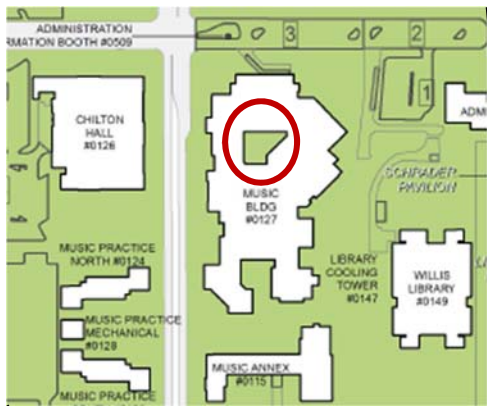 ADMINISTRATION
RMATION BOOTH #0509
3
2
1
CHILTON
HALL
#0126
ADMI
SCHRADER
PAVILION
MUSIC
BLDG
#0127
MUSIC PRACTICE
NORTH #0124
LIBRARY
COOLING
TOWER
#0147
WILLIS
LIBRARY
#0149
MUSIC PRACTICE
MECHANICAL
#0128
MUSIC ANNEX
#0115
MUSIC PRACTICE